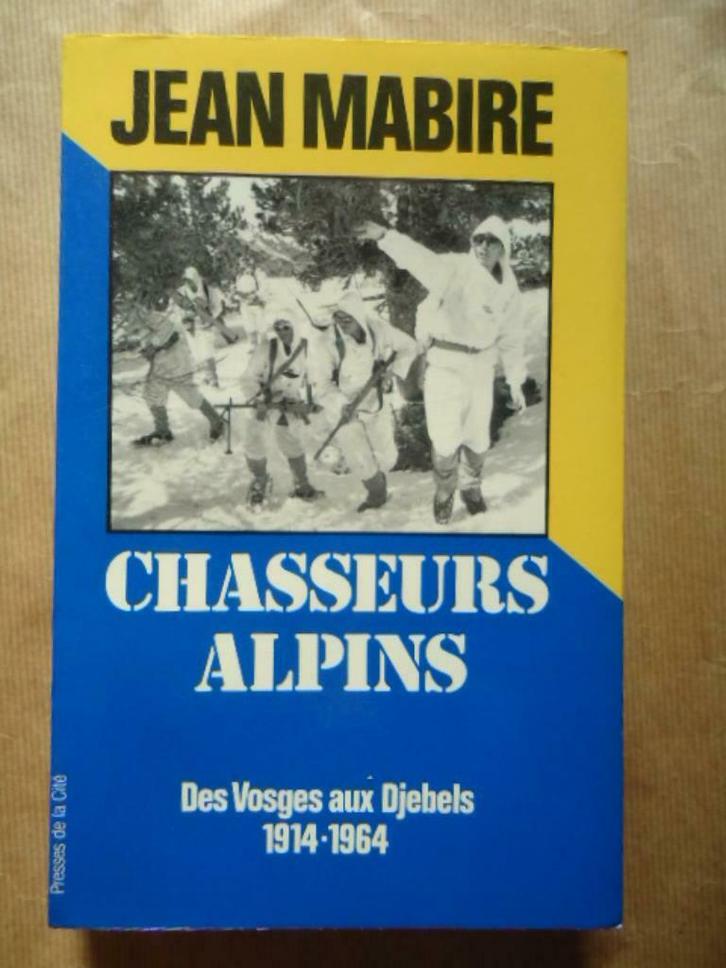 JEAN MABIRE
CHASSEURS
ALPINS
Des Vosges aux Djebels
1914-1964
Presses de la Cité